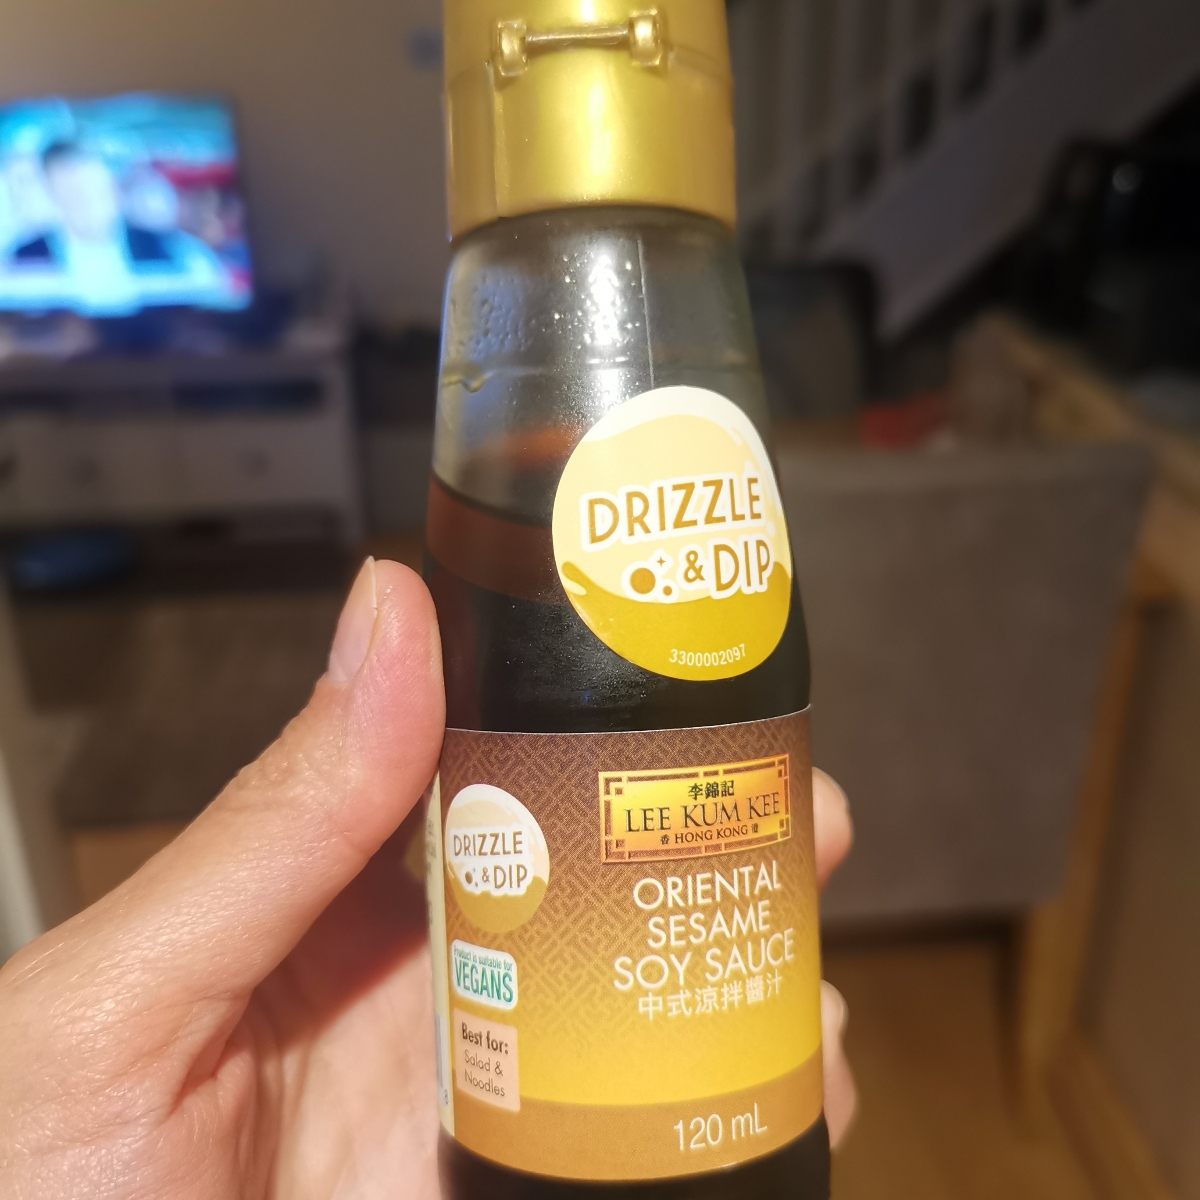 DRIZZLE
& DIP
3300002097
李錦記
LEE KUM KEE
香 HONG KONG 港
DRIZZLE
& DIP
ORIENTAL
SESAME
SOY SAUCE
中式涼拌醬汁
Product is suitable for
VEGANS
Best for:
Salad &
Noodles
120 mL